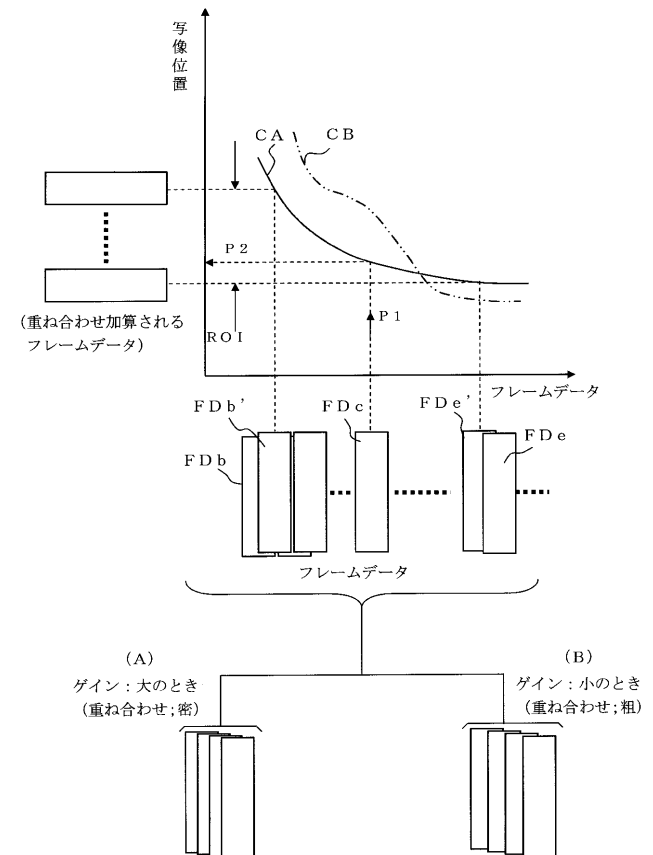 写像位置
CA
CB
P2
P1
(重ね合わせ加算される
フレームデータ)
ROI
フレームデータ
FDb'
FDc
FDe'
FDb
FDe
フレームデータ
(A)
ゲイン:大のとき
(重ね合わせ;密)
(B)
ゲイン:小のとき
(重ね合わせ;粗)